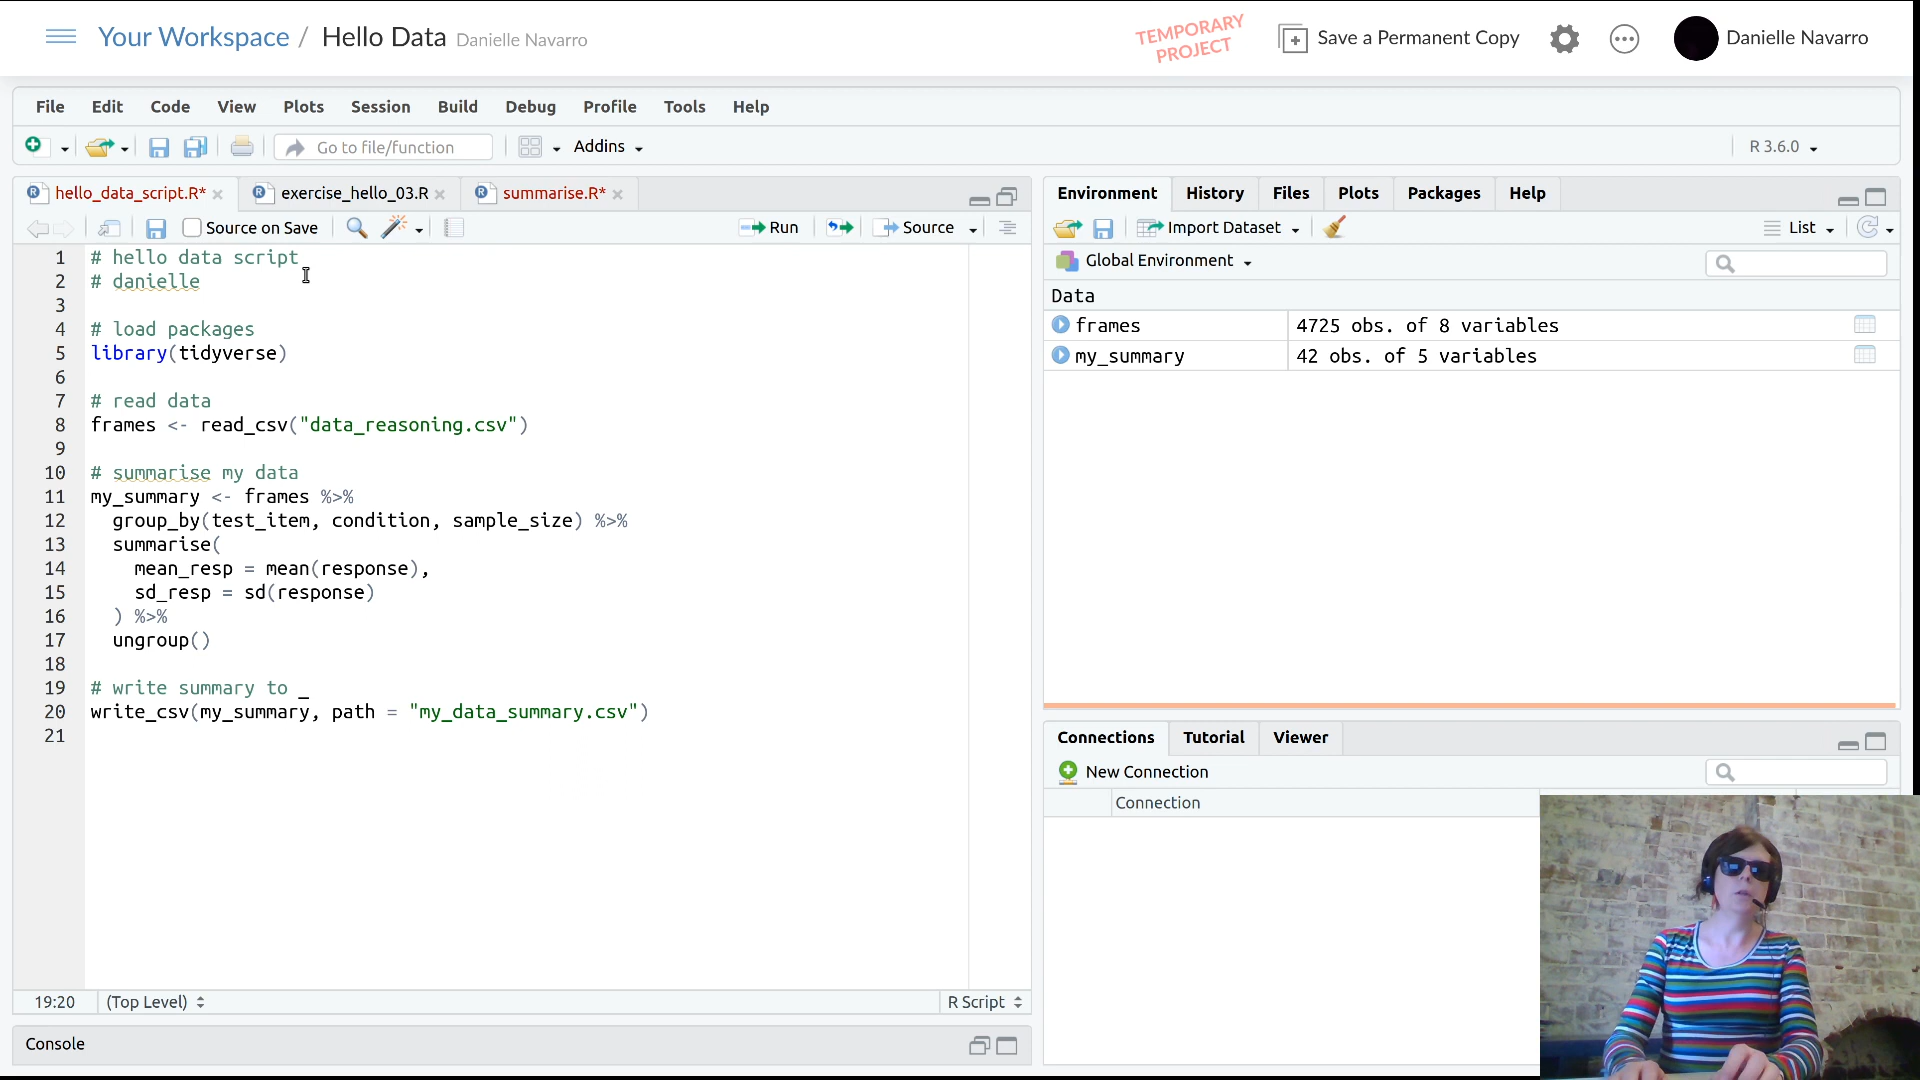 Your Workspace / Hello Data Danielle Navarro
TEMPORARY PROJECT
Save a Permanent Copy
Danielle Navarro
File Edit Code View Plots Session Build Debug Profile Tools Help
Go to file/function
Addins
R 3.6.0
hello_data_script.R* exercise_hello_03.R summarise.R*
Source on Save
Run
Source
1 # hello data script
2 # danielle
3
4 # load packages
5 library(tidyverse)
6
7 # read data
8 frames <- read_csv("data_reasoning.csv")
9
10 # summarise my data
11 my_summary <- frames %>%
12 group_by(test_item, condition, sample_size) %>%
13 summarise(
14 mean_resp = mean(response),
15 sd_resp = sd(response)
16 ) %>%
17 ungroup()
18
19 # write summary to _
20 write_csv(my_summary, path = "my_data_summary.csv")
21
19:20 (Top Level) R Script
Console
Environment History Files Plots Packages Help
Import Dataset
List
Global Environment
Data
frames 4725 obs. of 8 variables
my_summary 42 obs. of 5 variables
Connections Tutorial Viewer
New Connection
Connection